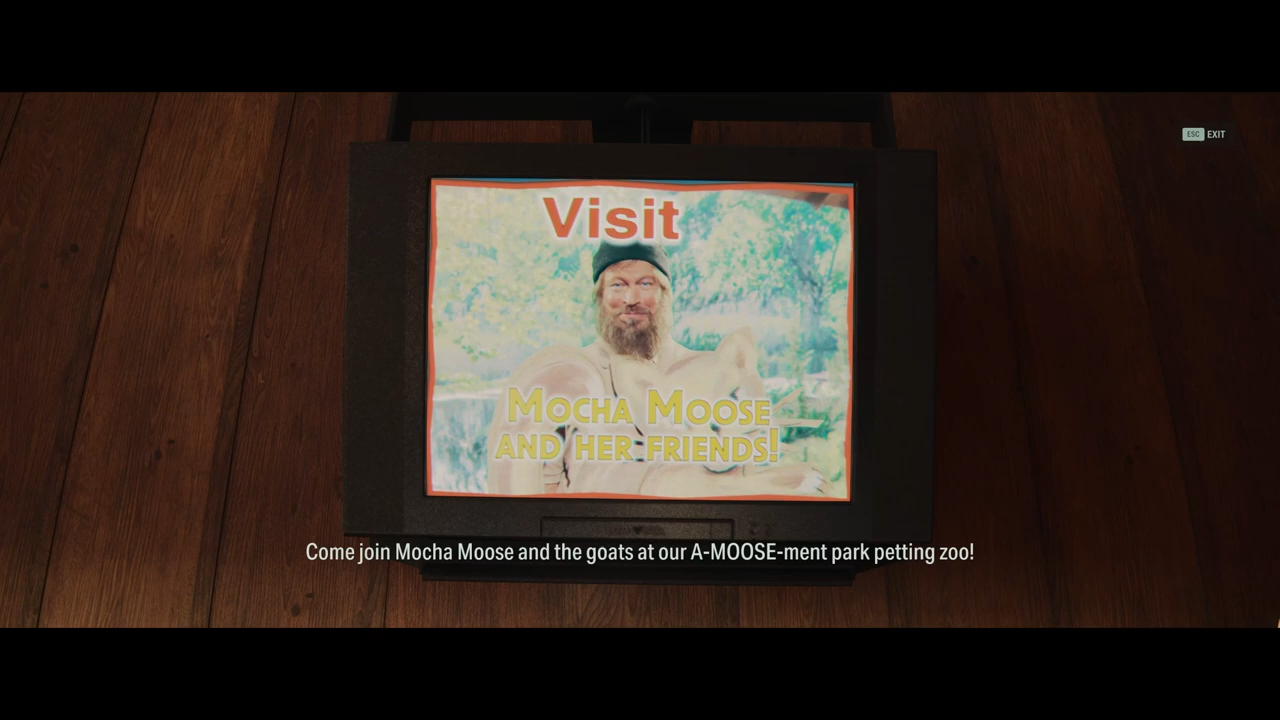 ESC EXIT
Visit
MOCHA MOOSE
AND HER FRIENDS!
Come join Mocha Moose and the goats at our A-MOOSE-ment park petting zoo!